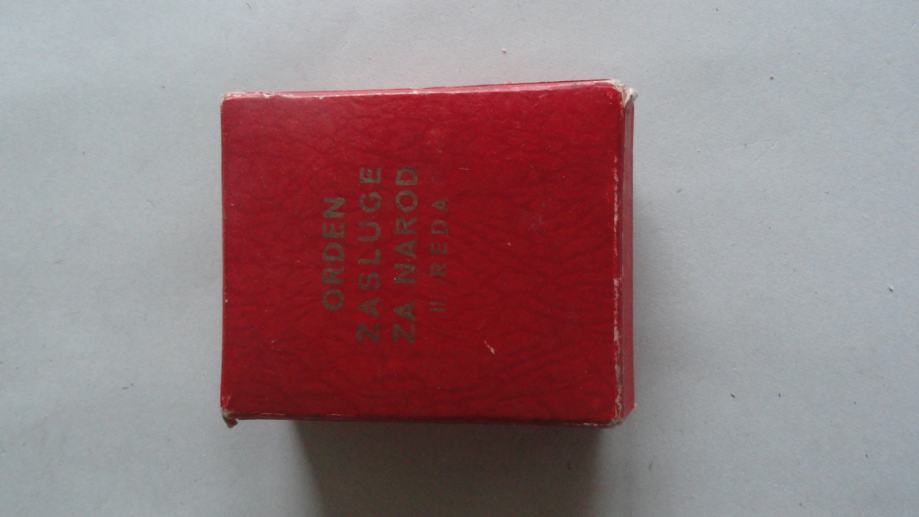 ORDEN
ZASLUGE
ZA NAROD
II REDA